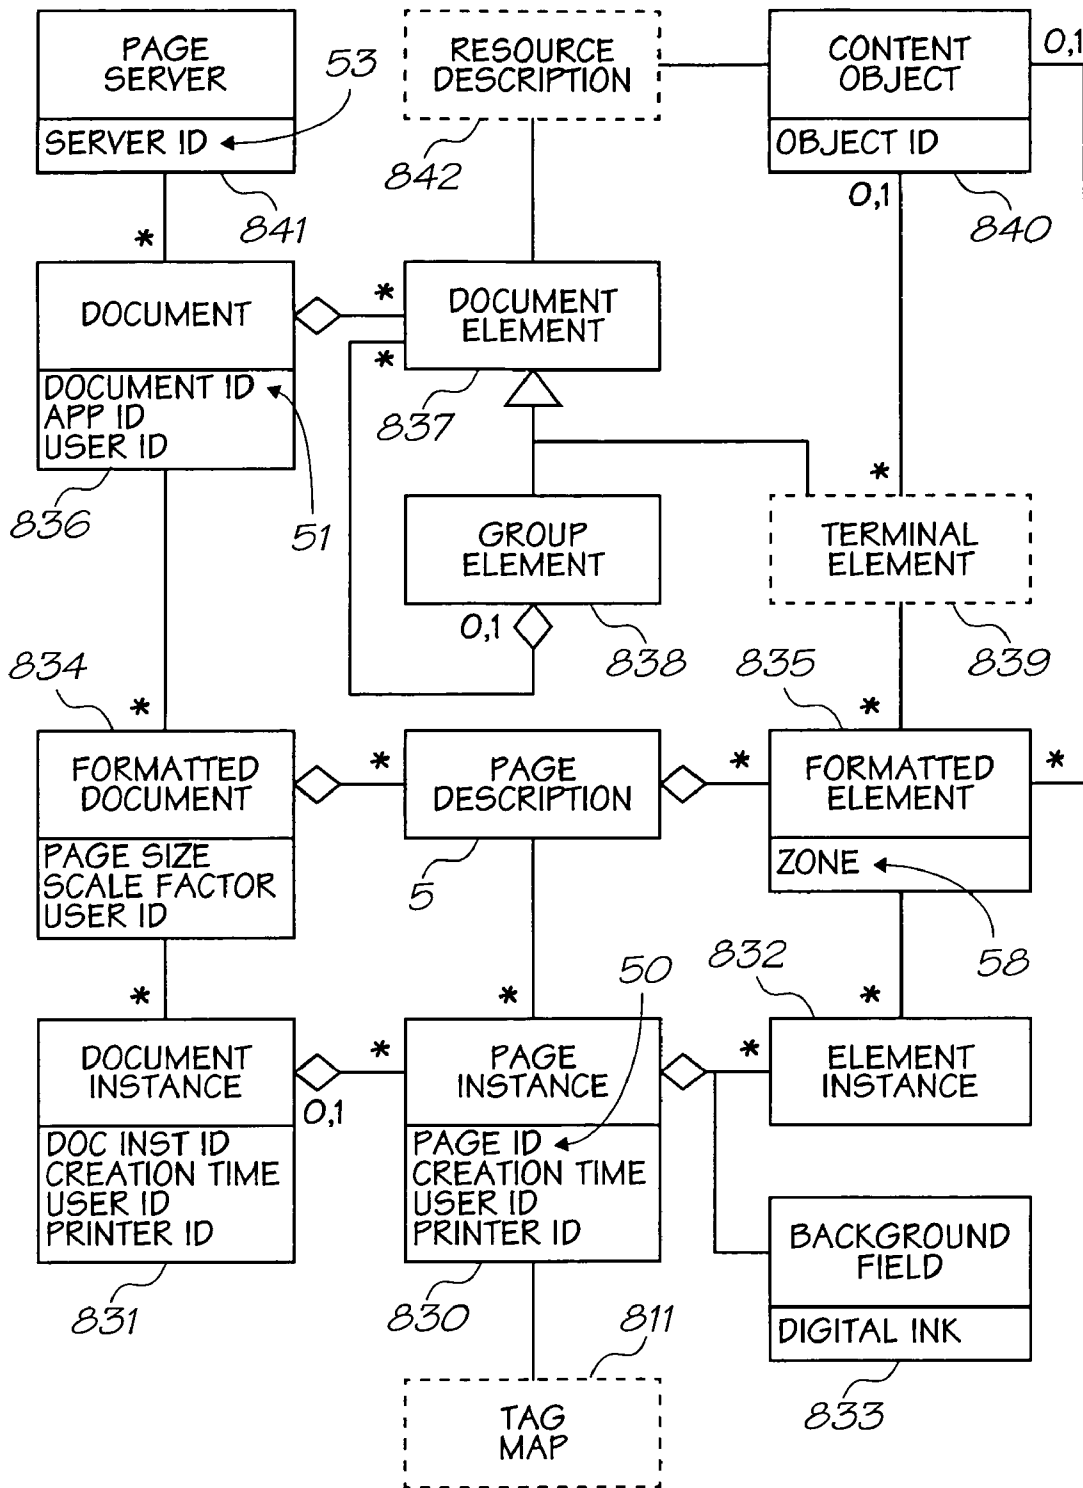 PAGE
SERVER
SERVER ID
53
841
RESOURCE
DESCRIPTION
842
CONTENT
OBJECT
OBJECT ID
0,1
0,1
840
*
DOCUMENT
DOCUMENT ID
APP ID
USER ID
836
51
*
*
DOCUMENT
ELEMENT
837
GROUP
ELEMENT
0,1
838
*
TERMINAL
ELEMENT
839
834
*
FORMATTED
DOCUMENT
PAGE SIZE
SCALE FACTOR
USER ID
*
PAGE
DESCRIPTION
5
835
*
*
*
FORMATTED
ELEMENT
ZONE
58
*
DOCUMENT
INSTANCE
0,1
DOC INST ID
CREATION TIME
USER ID
PRINTER ID
831
50
*
*
PAGE
INSTANCE
PAGE ID
CREATION TIME
USER ID
PRINTER ID
830
832
*
*
ELEMENT
INSTANCE
BACKGROUND
FIELD
DIGITAL INK
833
811
TAG
MAP